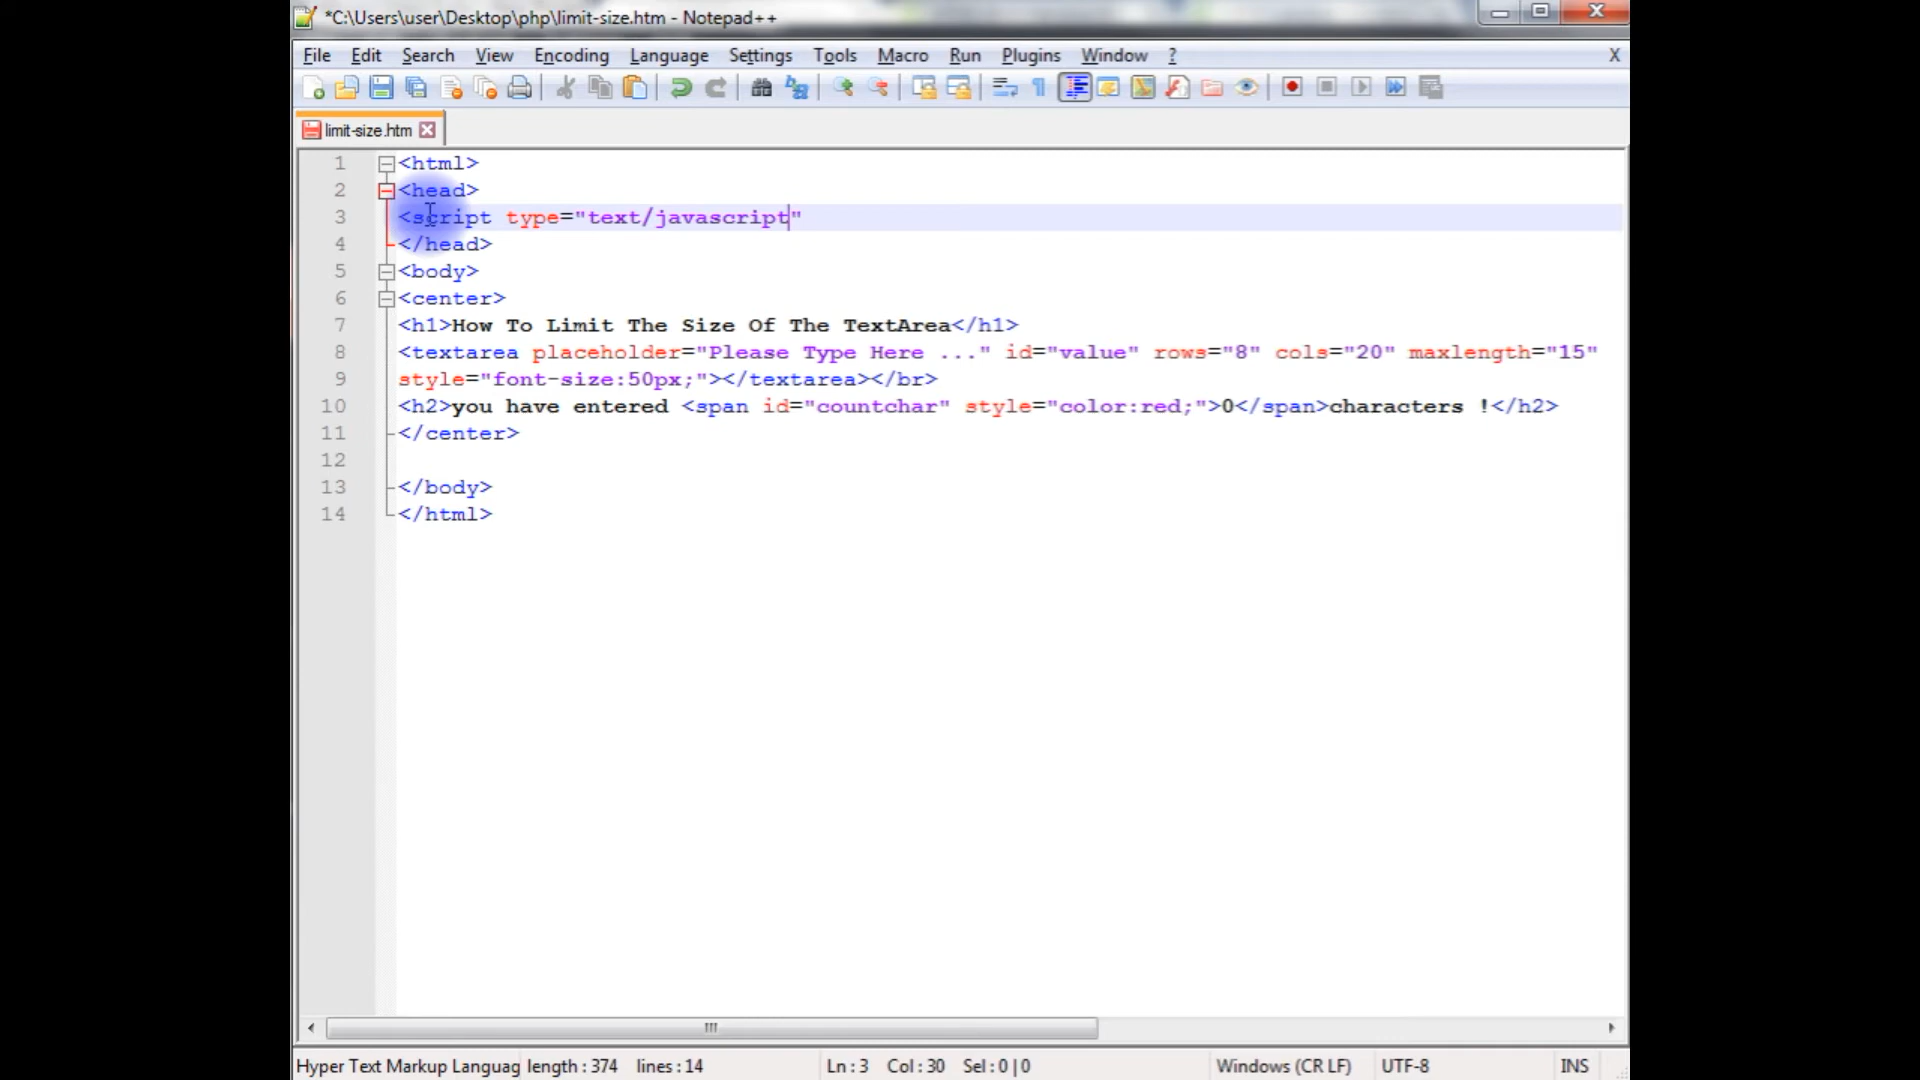 *C:\Users\user\Desktop\php\limit-size.htm - Notepad++
File Edit Search View Encoding Language Settings Tools Macro Run Plugins Window ? X
limit-size.htm
1 <html>
2 <head>
3 <script type="text/javascript"
4 </head>
5 <body>
6 <center>
7 <h1>How To Limit The Size Of The TextArea</h1>
8 <textarea placeholder="Please Type Here ..." id="value" rows="8" cols="20" maxlength="15"
9 style="font-size:50px;"></textarea></br>
10 <h2>you have entered <span id="countchar" style="color:red;">0</span>characters !</h2>
11 </center>
12
13 </body>
14 </html>
Hyper Text Markup Languag length : 374 lines : 14 Ln : 3 Col : 30 Sel : 0 | 0 Windows (CR LF) UTF-8 INS